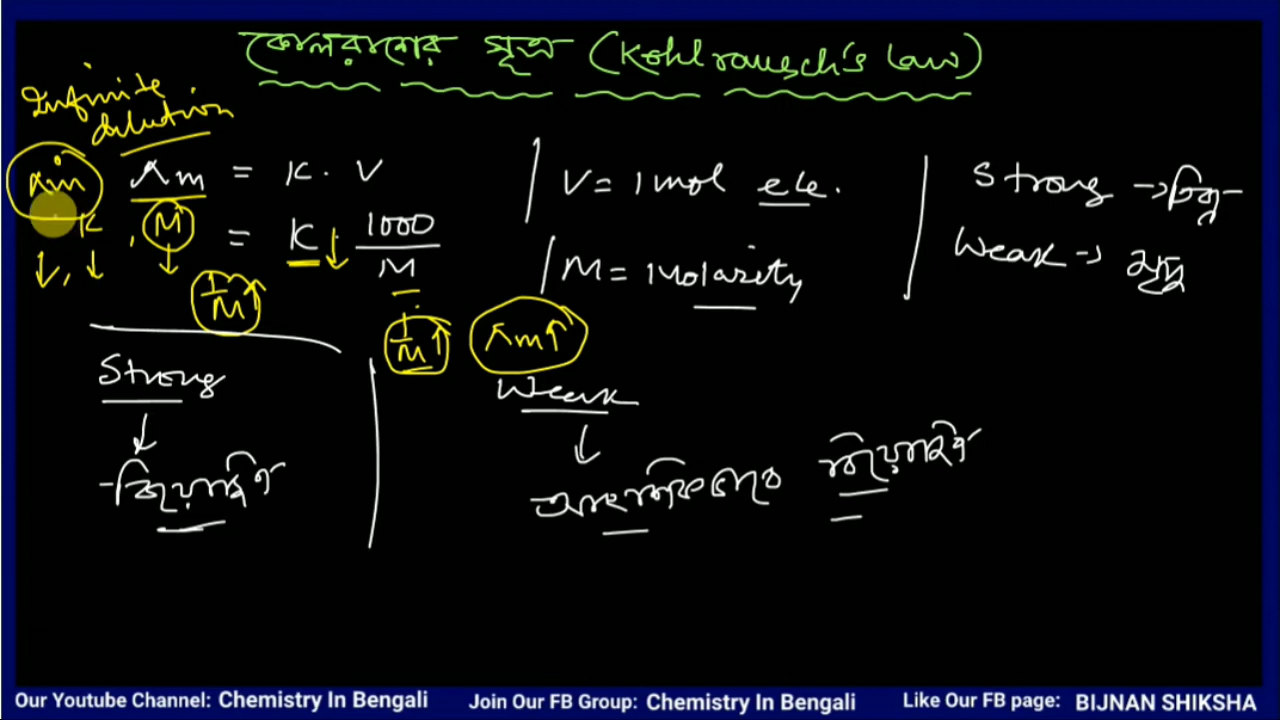 কোলরাশের সূত্র (Kohlrausch's Law)
Infinite
dilution
Λ°m Λm = K · V
V = 1 mol ele.
Strong → তীব্র
K, M = K ↓ 1000/M
↓, ↓ ↓
M = Molarity
Weak → মৃদু
1/M ↑
1/M ↑ Λm ↑
Strong
Weak
↓
↓
বিয়োজিত
আংশিকভাবে বিয়োজিত
Our Youtube Channel: Chemistry In Bengali Join Our FB Group: Chemistry In Bengali Like Our FB page: BIJNAN SHIKSHA